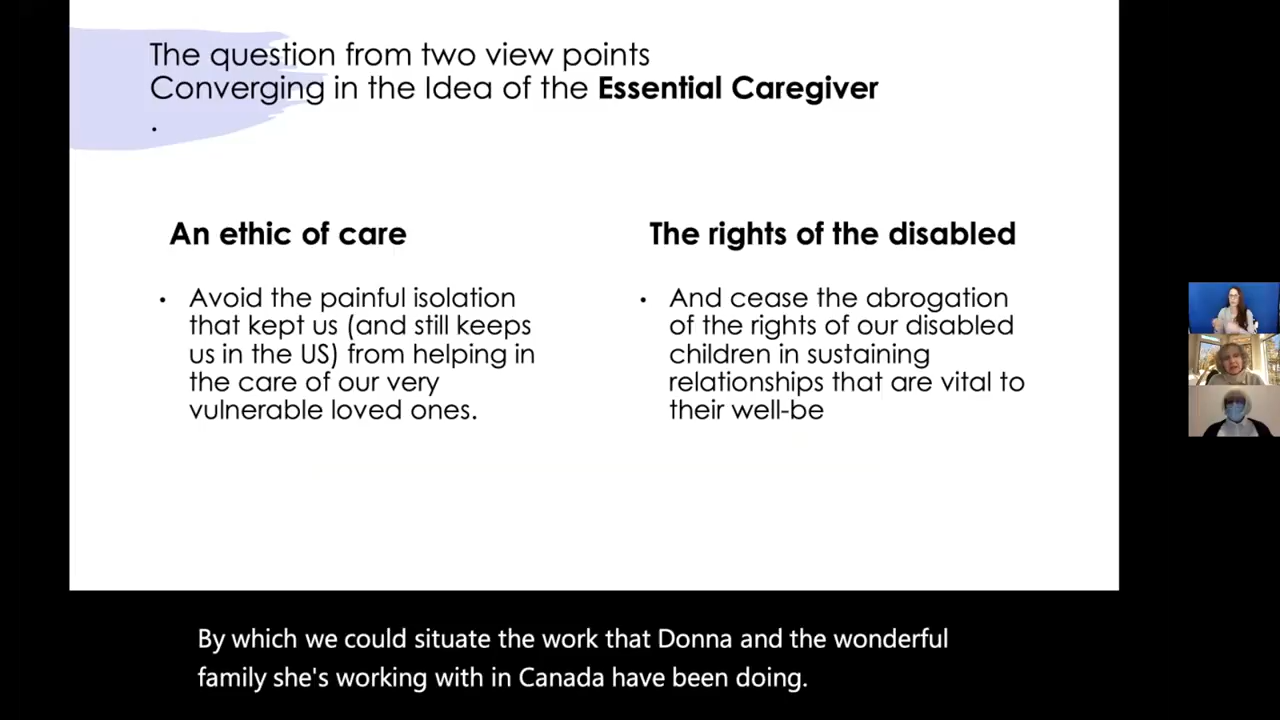 The question from two view points
Converging in the Idea of the Essential Caregiver
.
An ethic of care
• Avoid the painful isolation
that kept us (and still keeps
us in the US) from helping in
the care of our very
vulnerable loved ones.
The rights of the disabled
• And cease the abrogation
of the rights of our disabled
children in sustaining
relationships that are vital to
their well-be
By which we could situate the work that Donna and the wonderful
family she's working with in Canada have been doing.